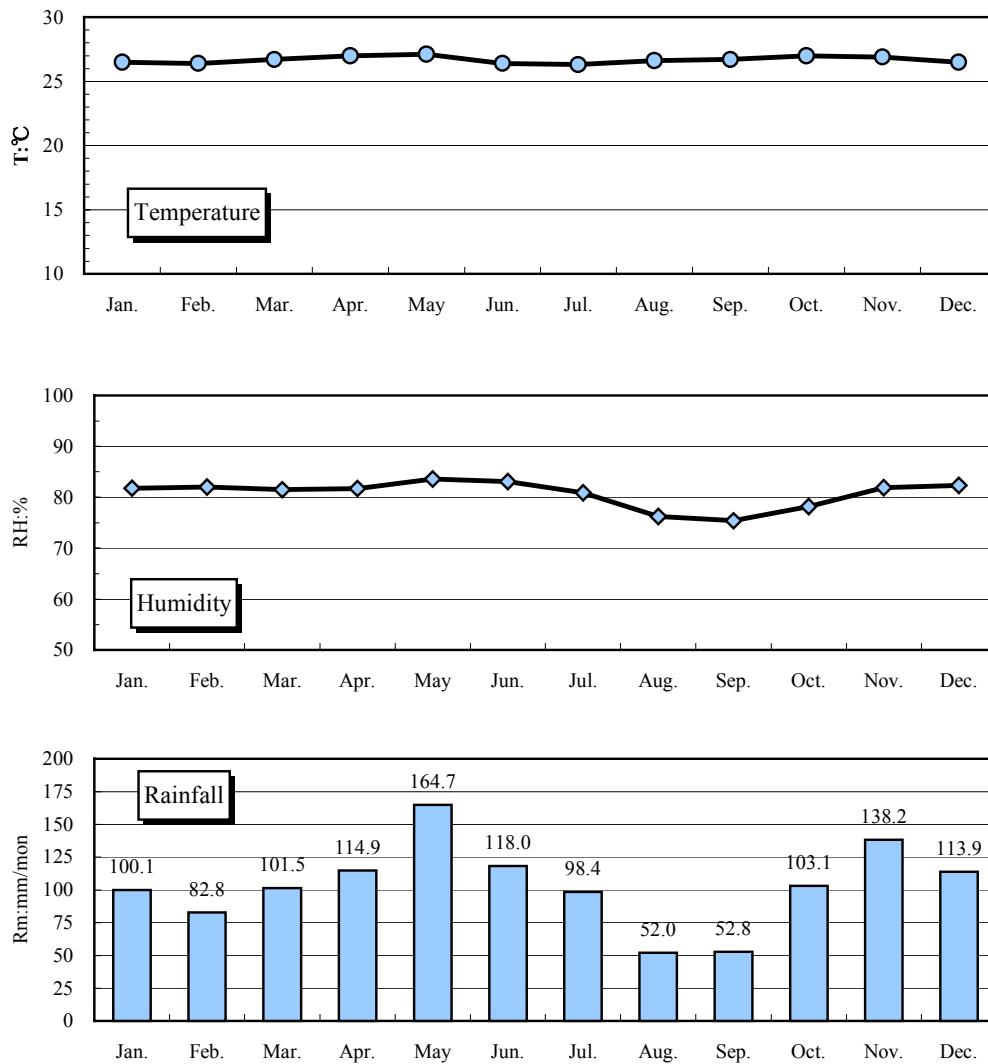 30
25
20
15
10
T:℃
Temperature
Jan. Feb. Mar. Apr. May Jun. Jul. Aug. Sep. Oct. Nov. Dec.
100
90
80
70
60
50
RH:%
Humidity
Jan. Feb. Mar. Apr. May Jun. Jul. Aug. Sep. Oct. Nov. Dec.
200
175
150
125
100
75
50
25
0
Rm:mm/mon
Rainfall
100.1 82.8 101.5 114.9 164.7 118.0 98.4 52.0 52.8 103.1 138.2 113.9
Jan. Feb. Mar. Apr. May Jun. Jul. Aug. Sep. Oct. Nov. Dec.